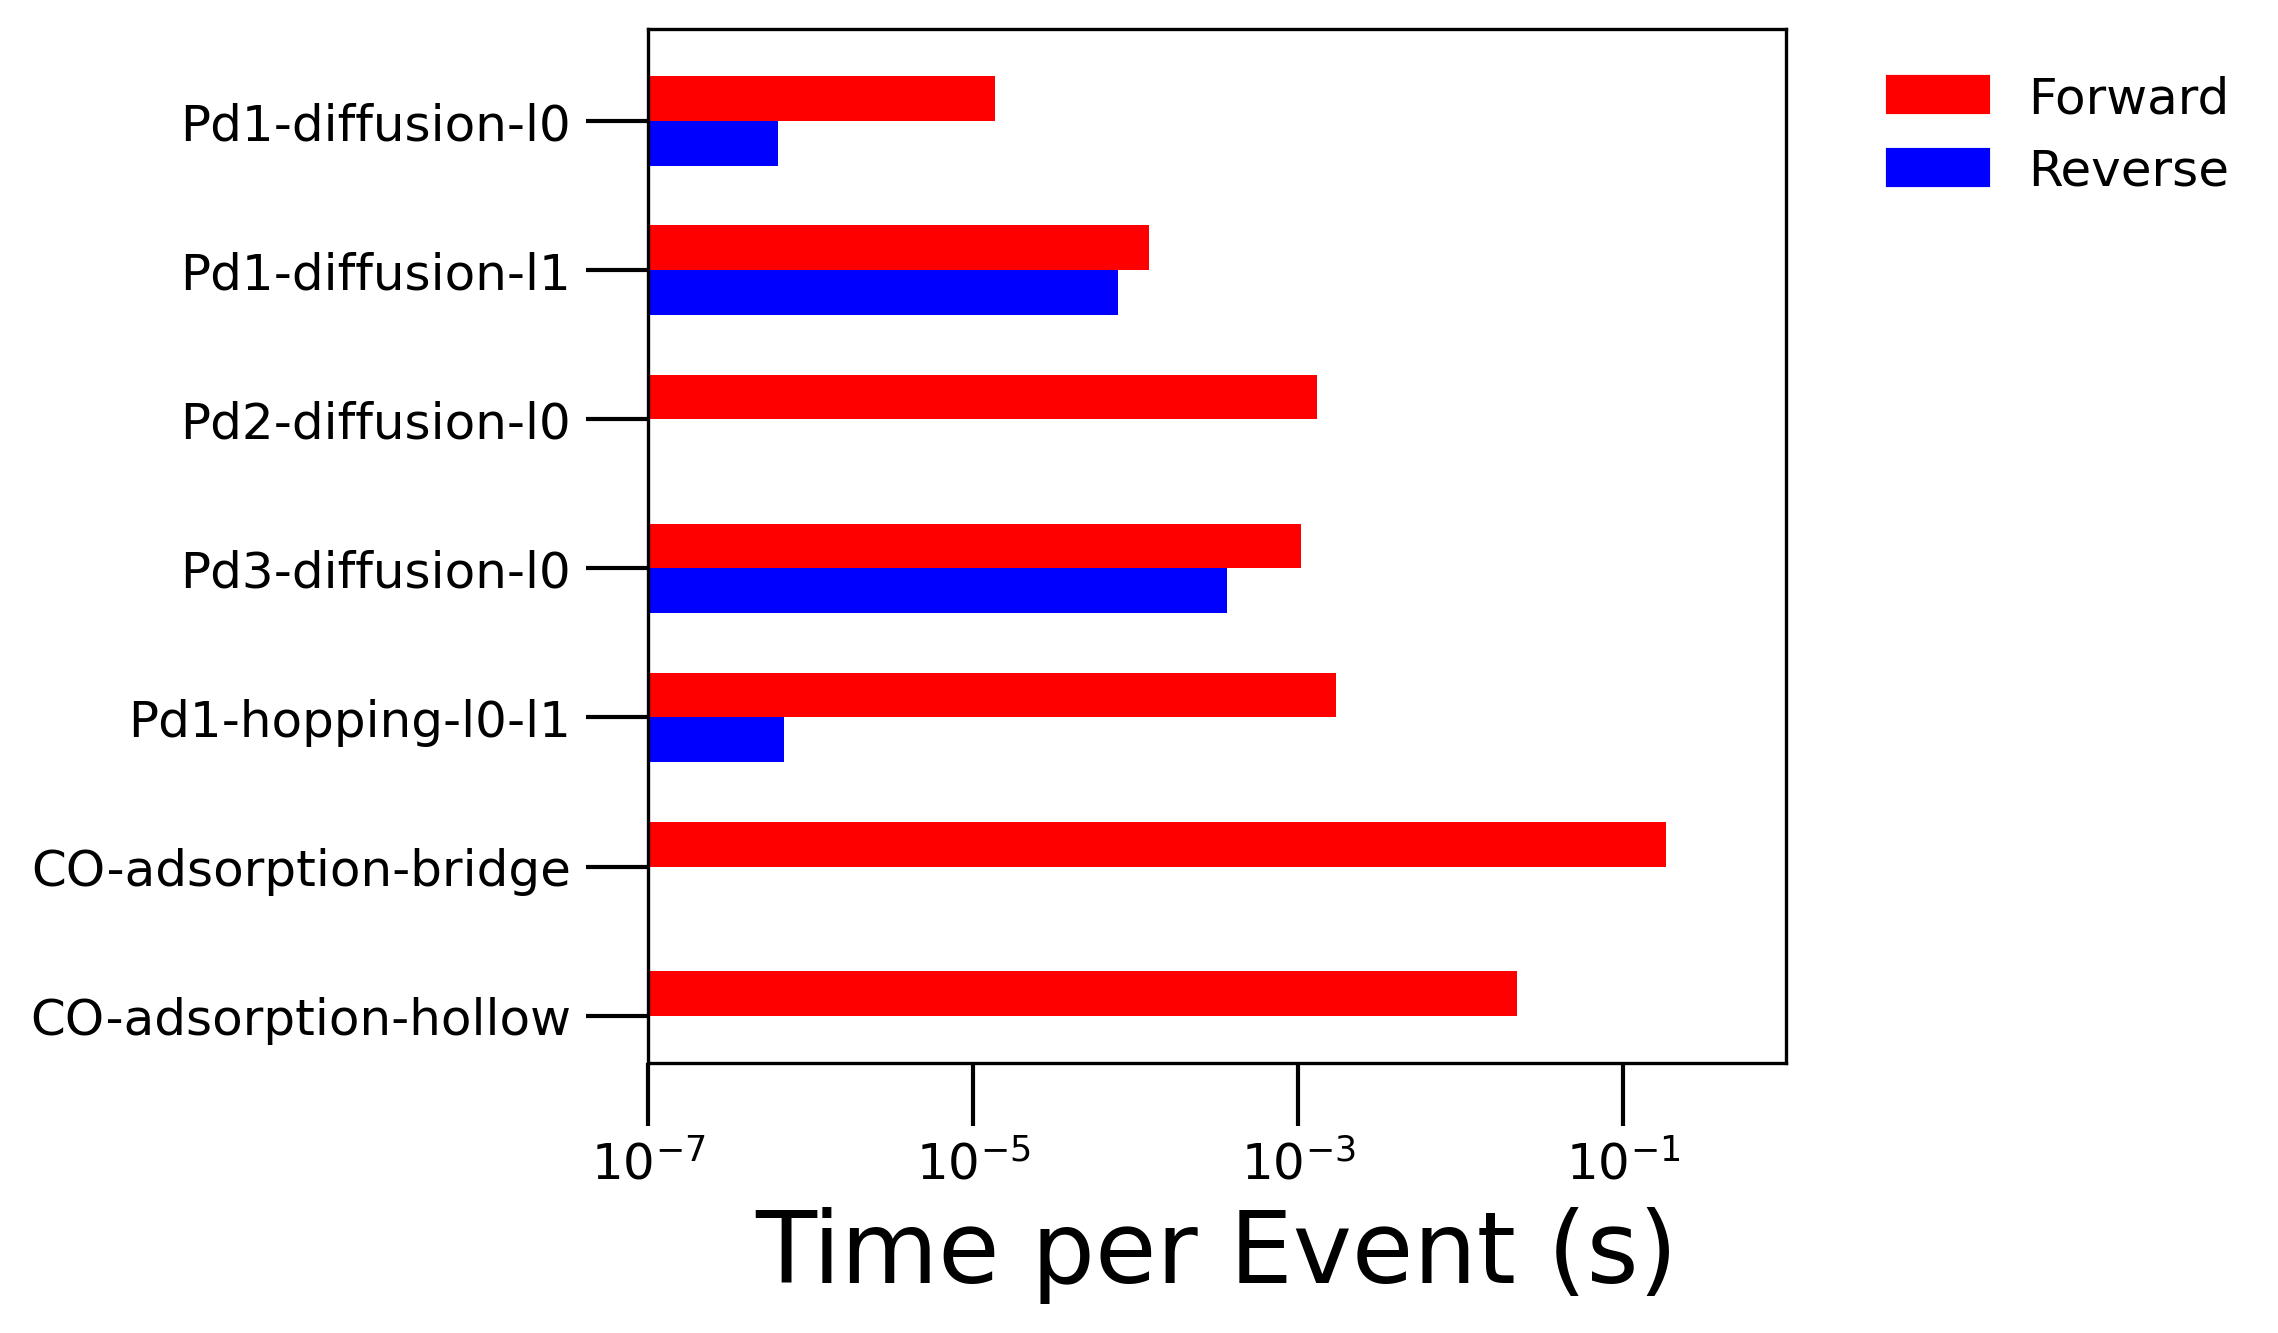 Forward
Reverse
Pd1-diffusion-l0
Pd1-diffusion-l1
Pd2-diffusion-l0
Pd3-diffusion-l0
Pd1-hopping-l0-l1
CO-adsorption-bridge
CO-adsorption-hollow
10⁻⁷ 10⁻⁵ 10⁻³ 10⁻¹
Time per Event (s)